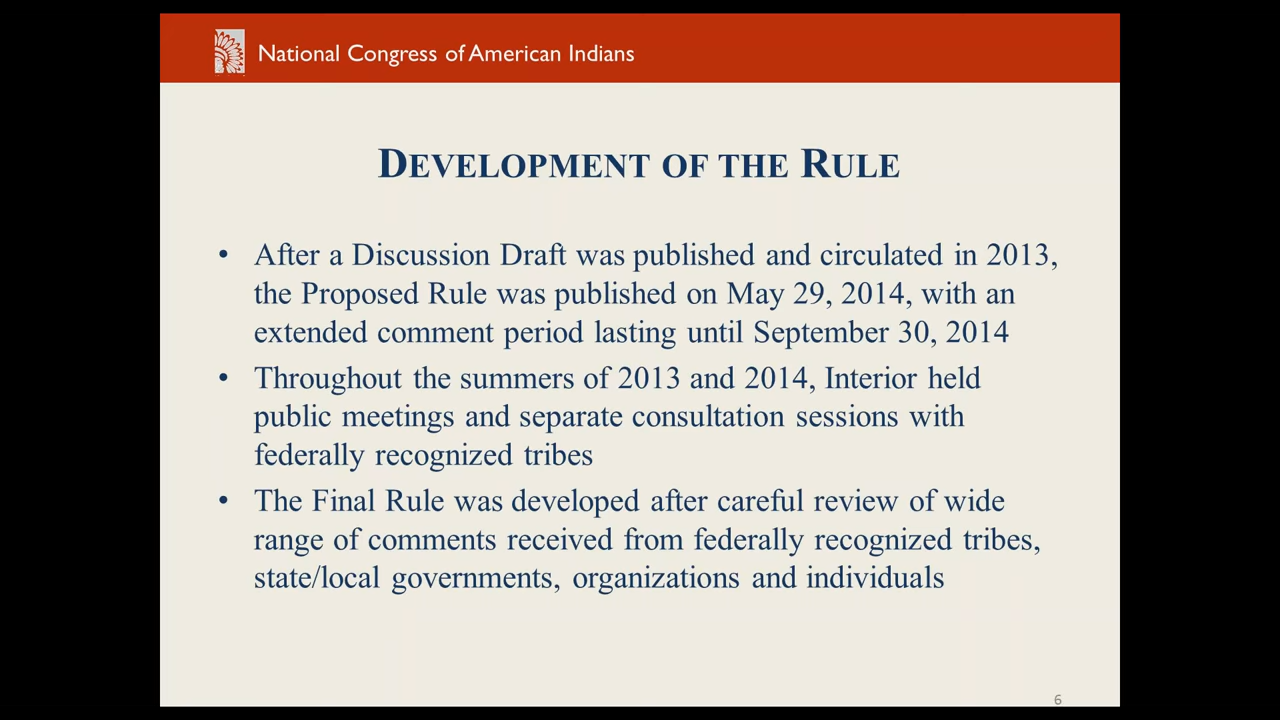 National Congress of American Indians
DEVELOPMENT OF THE RULE
• After a Discussion Draft was published and circulated in 2013,
the Proposed Rule was published on May 29, 2014, with an
extended comment period lasting until September 30, 2014
• Throughout the summers of 2013 and 2014, Interior held
public meetings and separate consultation sessions with
federally recognized tribes
• The Final Rule was developed after careful review of wide
range of comments received from federally recognized tribes,
state/local governments, organizations and individuals
6